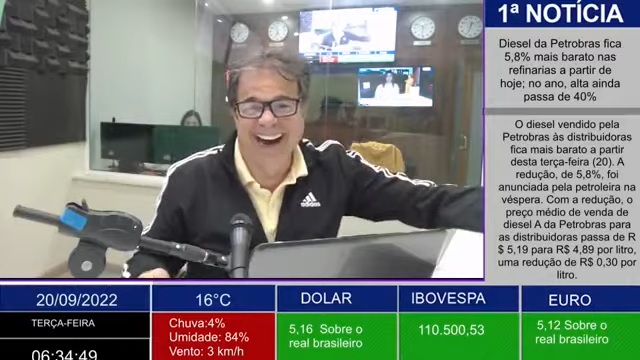 1ª NOTÍCIA
Diesel da Petrobras fica
5,8% mais barato nas
refinarias a partir de
hoje; no ano, alta ainda
passa de 40%
O diesel vendido pela
Petrobras às distribuidoras
fica mais barato a partir
desta terça-feira (20). A
redução, de 5,8%, foi
anunciada pela petroleira na
véspera. Com a redução, o
preço médio de venda de
diesel A da Petrobras para
as distribuidoras passa de R
$ 5,19 para R$ 4,89 por litro,
uma redução de R$ 0,30 por
litro.
adidas
20/09/2022
16°C
DOLAR
IBOVESPA
EURO
TERÇA-FEIRA
06:34:49
Chuva:4%
Umidade: 84%
Vento: 3 km/h
5,16 Sobre o
real brasileiro
110.500,53
5,12 Sobre o
real brasileiro